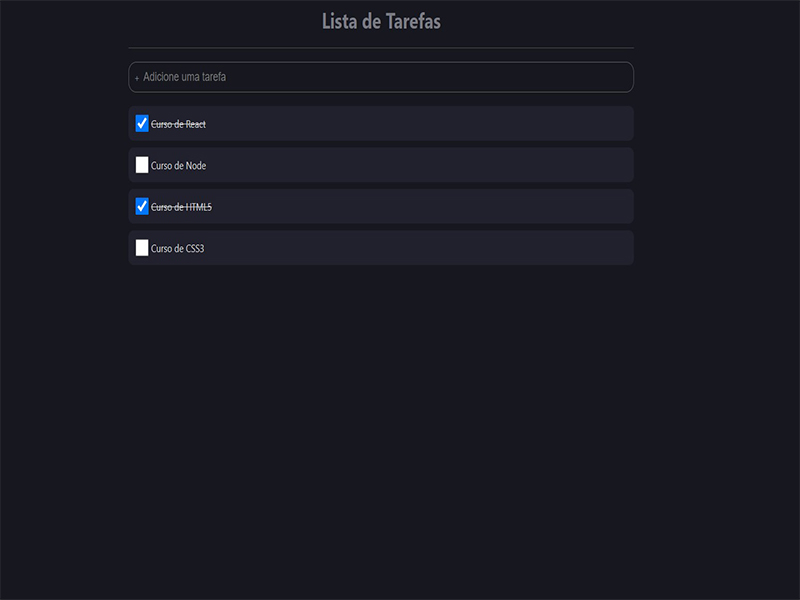 Lista de Tarefas
+ Adicione uma tarefa
Curso de React
Curso de Node
Curso de HTML5
Curso de CSS3